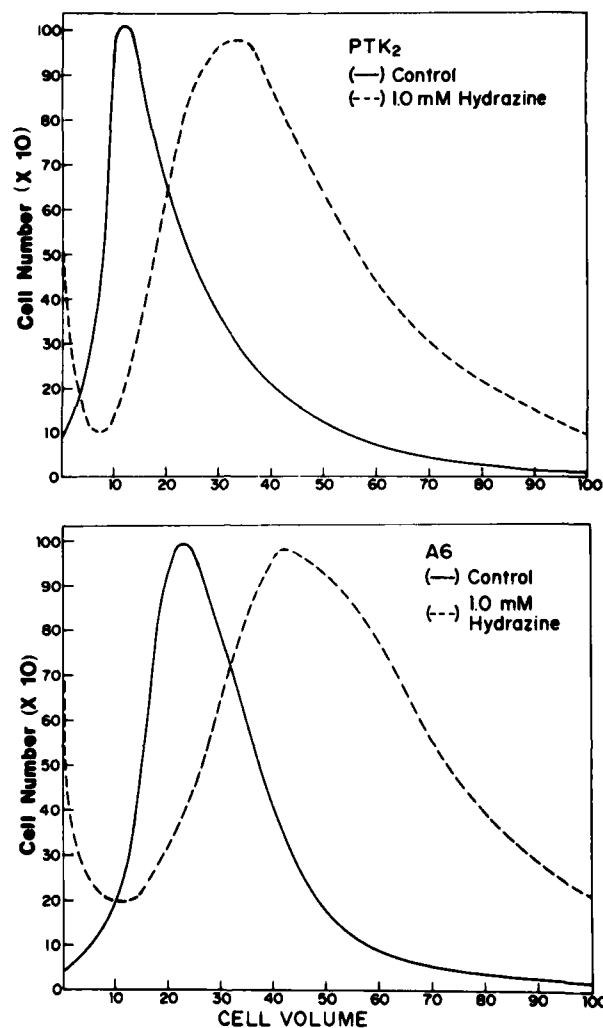 PTK₂
(—) Control
(---) 1.0 mM Hydrazine
Cell Number (X 10)
100
90
80
70
60
50
40
30
20
10
0
10 20 30 40 50 60 70 80 90 100
A6
(—) Control
(---) 1.0 mM
Hydrazine
Cell Number (X 10)
100
90
80
70
60
50
40
30
20
10
0
10 20 30 40 50 60 70 80 90 100
CELL VOLUME